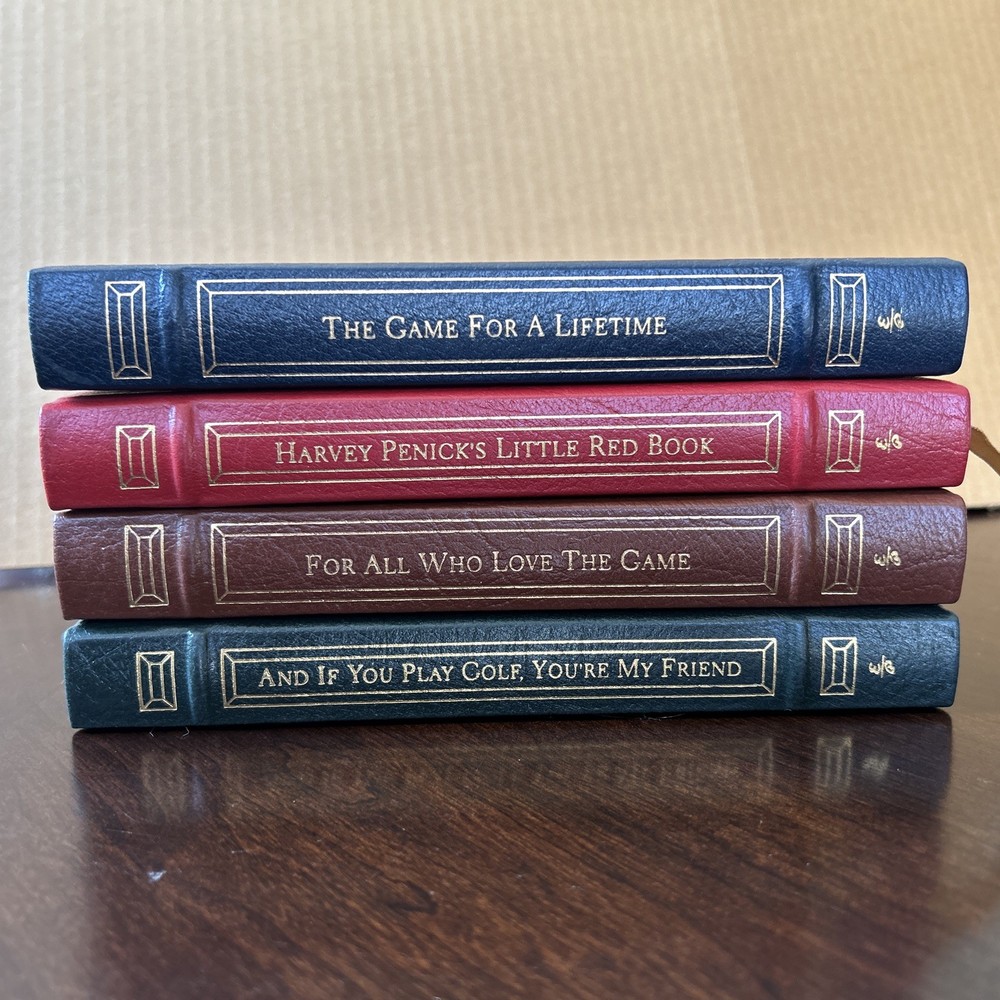 THE GAME FOR A LIFETIME
HARVEY PENICK'S LITTLE RED BOOK
FOR ALL WHO LOVE THE GAME
AND IF YOU PLAY GOLF, YOU'RE MY FRIEND